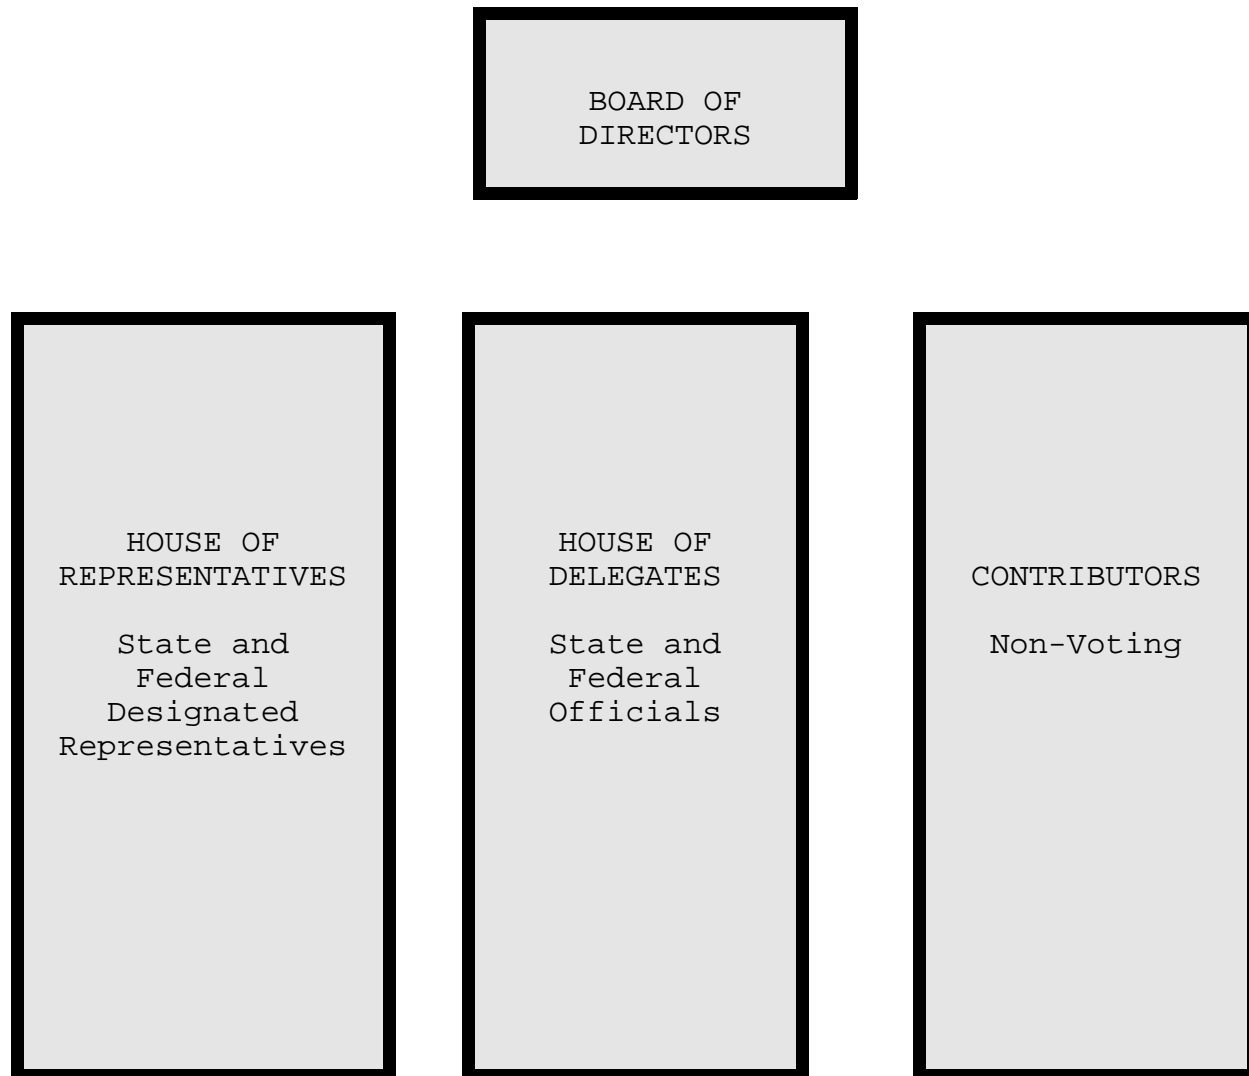 BOARD OF
DIRECTORS
HOUSE OF
REPRESENTATIVES
State and
Federal
Designated
Representatives
HOUSE OF
DELEGATES
State and
Federal
Officials
CONTRIBUTORS
Non-Voting